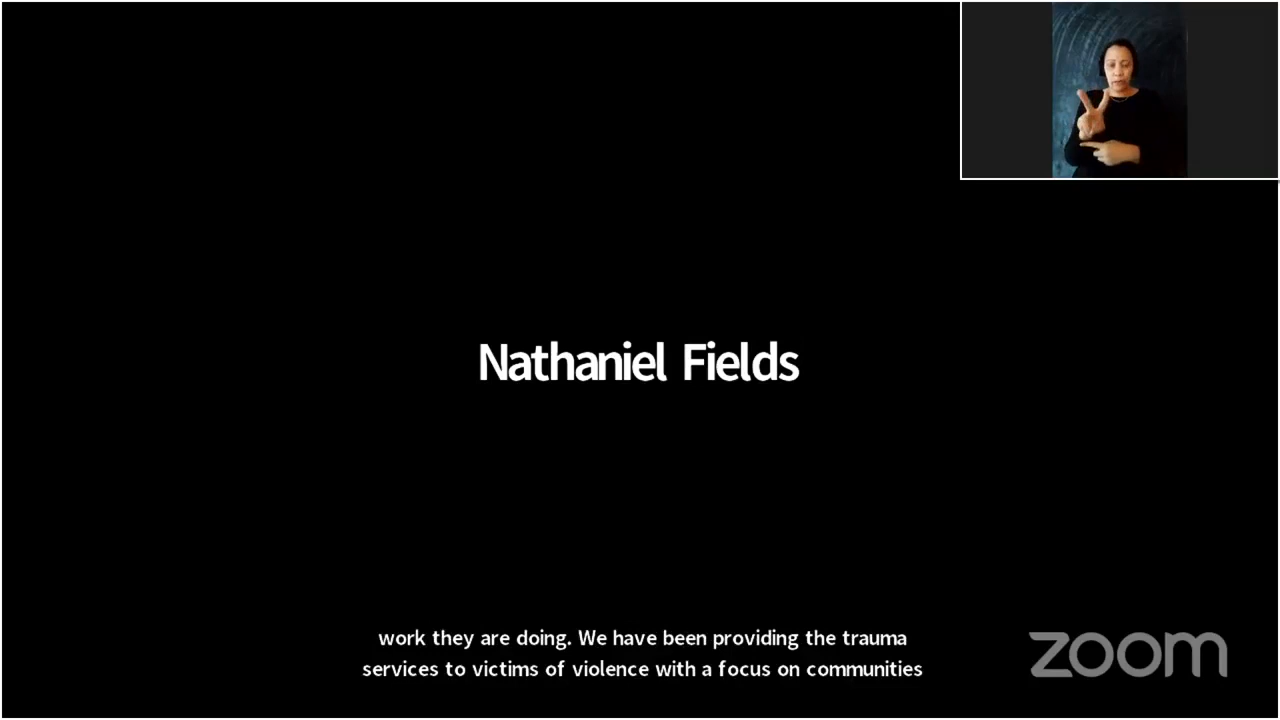 Nathaniel Fields
work they are doing. We have been providing the trauma
services to victims of violence with a focus on communities
zoom